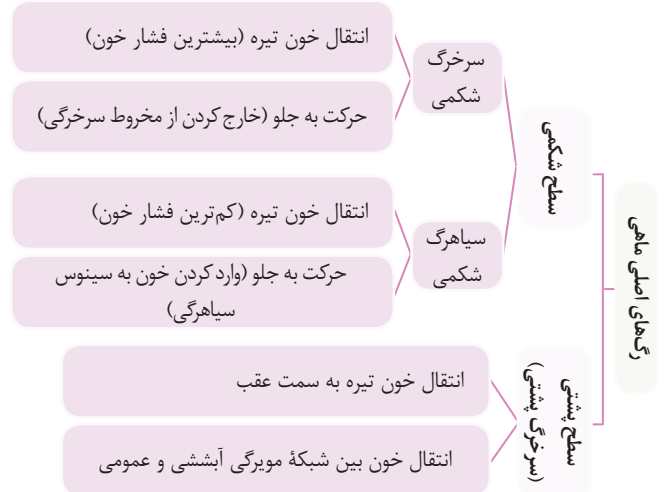 رگ‌های اصلی ماهی
سطح شکمی
سرخرگ
شکمی
انتقال خون تیره (بیشترین فشار خون)
حرکت به جلو (خارج کردن از مخروط سرخرگی)
سیاهرگ
شکمی
انتقال خون تیره (کم‌ترین فشار خون)
حرکت به جلو (وارد کردن خون به سینوس
سیاهرگی)
سطح پشتی
(سرخرگ پشتی)
انتقال خون تیره به سمت عقب
انتقال خون بین شبکهٔ مویرگی آبششی و عمومی